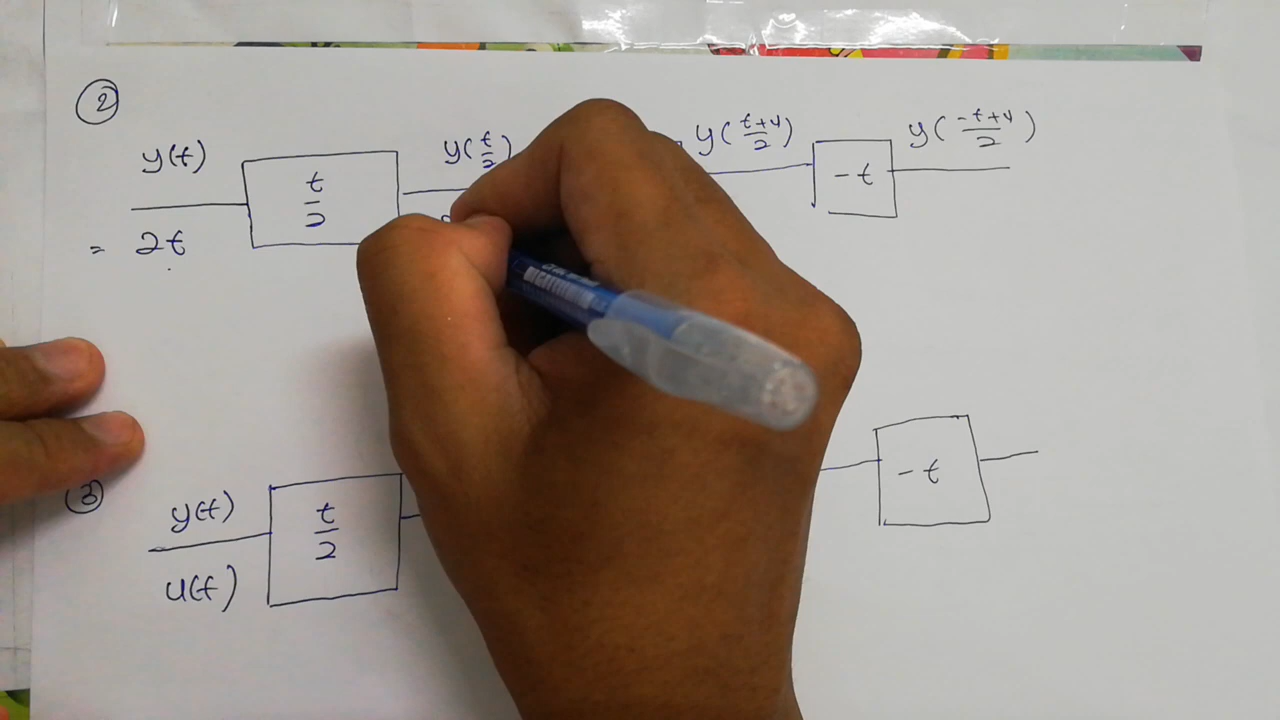 ②
y(t) t/2 y(t/2) y((t+4)/2) -t y((-t+4)/2)
= 2t
③
y(t) t/2 -t
u(t)